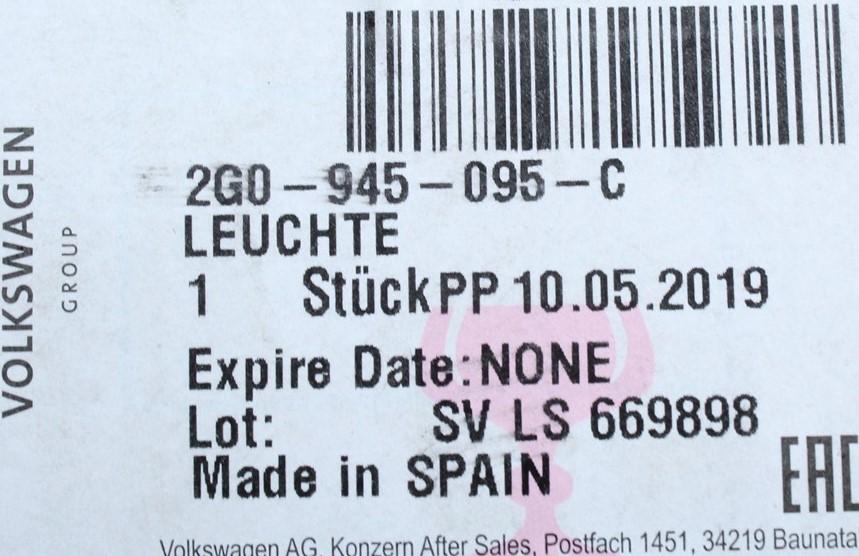 VOLKSWAGEN
GROUP
2G0-945-095-C
LEUCHTE
1 Stück PP 10.05.2019
Expire Date: NONE
Lot: SV LS 669898
Made in SPAIN
EAC
Volkswagen AG, Konzern After Sales, Postfach 1451, 34219 Baunata